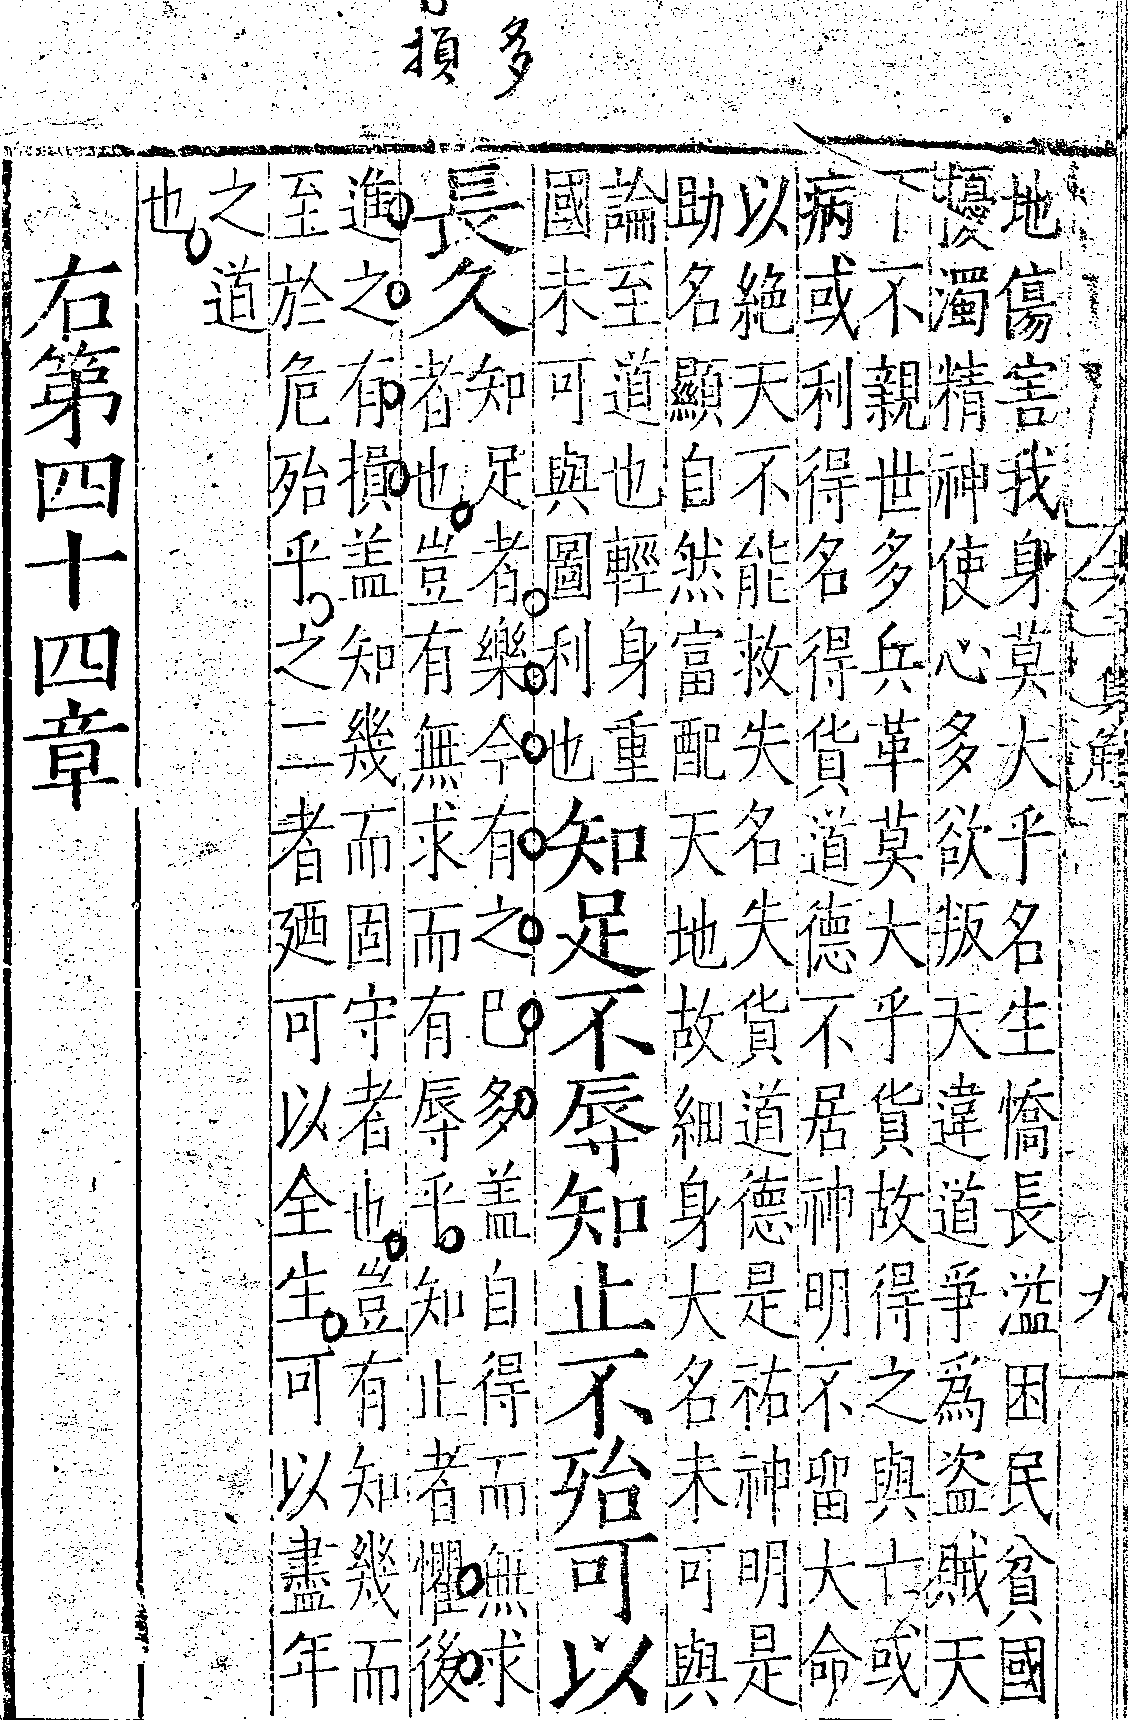 多
損
地傷害我身莫大乎名生憍長溢困民貧國
擾濁精神使心多欲叛天違道爭爲盜賊天
下不親世多兵革莫大乎貨故得之與亡或
病或利得名得貨道德不居神明不留大命
以絕天不能救失名失貨道德是祐神明是
助名顯自然富配天地故細身大名未可與
論至道也輕身重
國未可與圖利也
知足不辱知止不殆可以
長久
知足者樂今有之巳多盖自得而無求
者也豈有無求而有辱乎知止者懼後
進之有損盖知幾而固守者也豈有知幾而
至於危殆乎之二者廼可以全生可以盡年
之道
也
右第四十四章